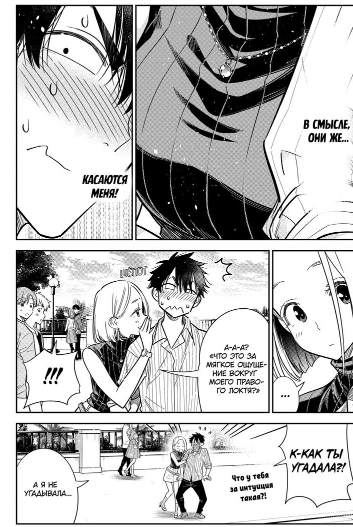 В СМЫСЛЕ,
ОНИ ЖЕ...
КАСАЮТСЯ
МЕНЯ!
ШЕПОТ
!!!
А-А-А?
«ЧТО ЭТО ЗА
МЯГКОЕ ОЩУЩЕ-
НИЕ ВОКРУГ
МОЕГО ПРАВО-
ГО ЛОКТЯ?»
...
К-КАК ТЫ
УГАДАЛА?!
Что у тебя
за интуиция
такая?!
А Я НЕ
УГАДЫВАЛА...